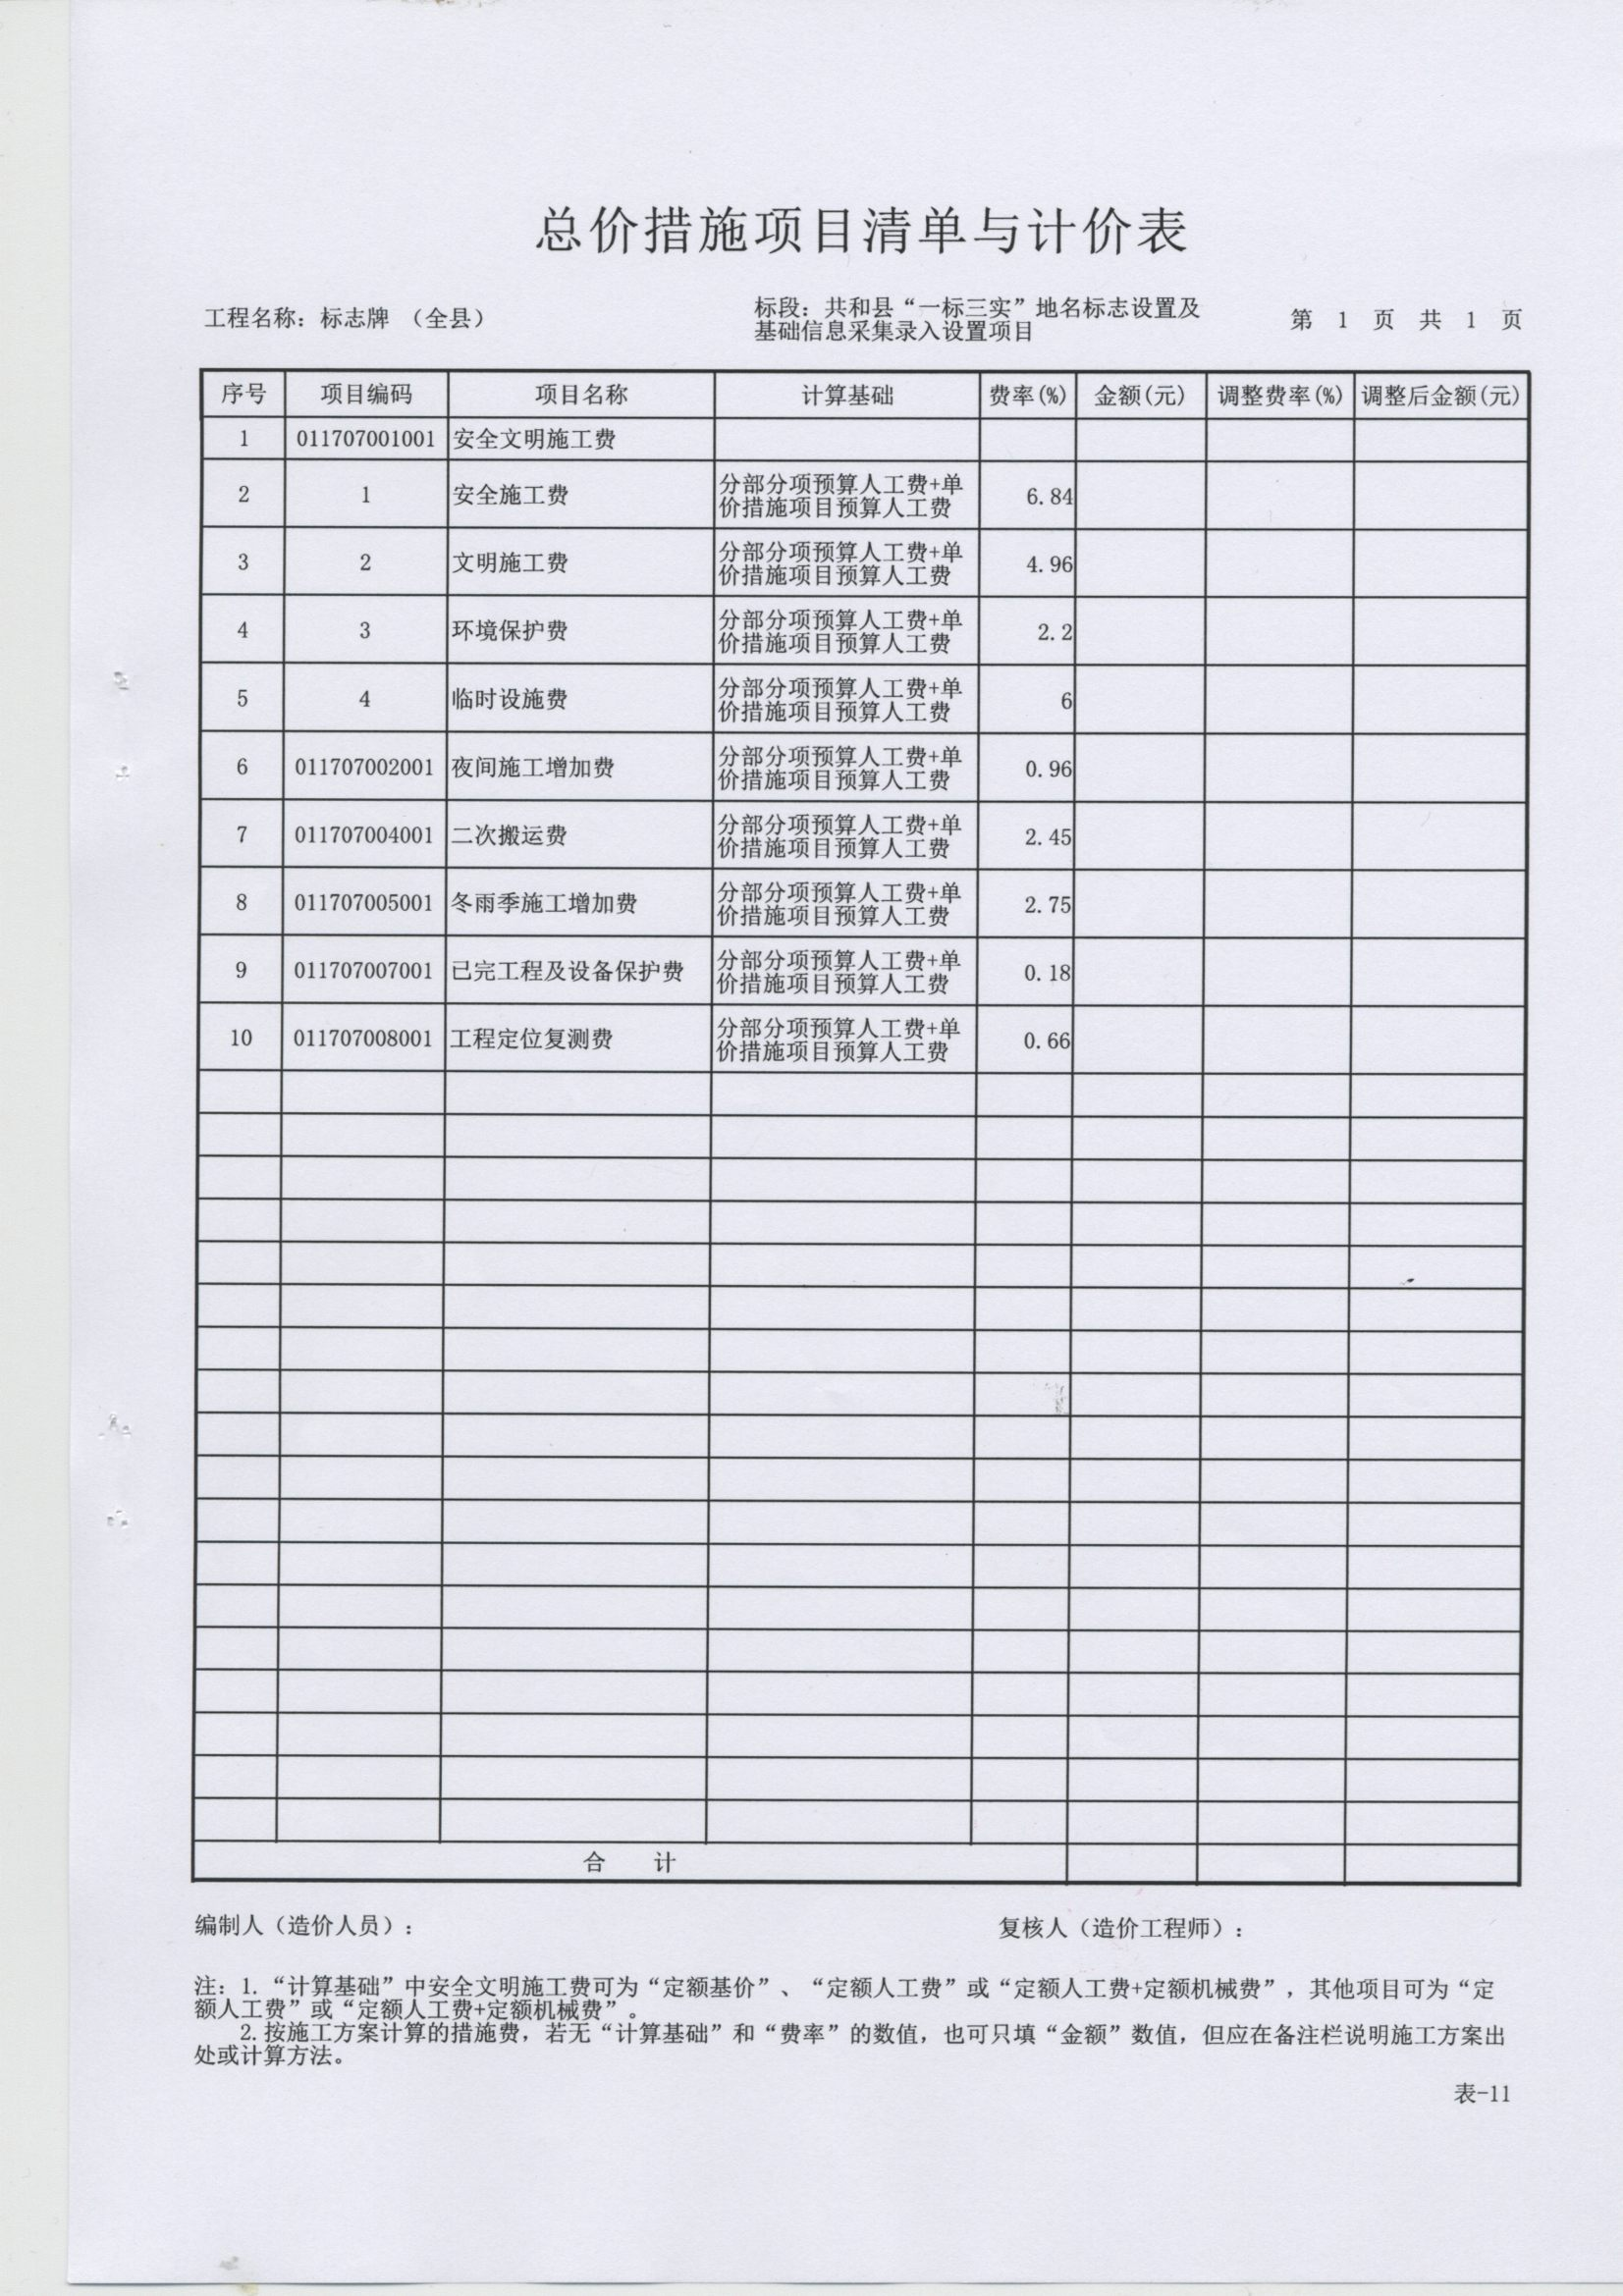 总价措施项目清单与计价表
工程名称：标志牌 （全县）
标段：共和县“一标三实”地名标志设置及
基础信息采集录入设置项目
第 1 页 共 1 页
序号 项目编码 项目名称 计算基础 费率(%) 金额(元) 调整费率(%) 调整后金额(元)
1 011707001001 安全文明施工费
2 1 安全施工费 分部分项预算人工费+单 6.84
价措施项目预算人工费
3 2 文明施工费 分部分项预算人工费+单 4.96
价措施项目预算人工费
4 3 环境保护费 分部分项预算人工费+单 2.2
价措施项目预算人工费
5 4 临时设施费 分部分项预算人工费+单 6
价措施项目预算人工费
6 011707002001 夜间施工增加费 分部分项预算人工费+单 0.96
价措施项目预算人工费
7 011707004001 二次搬运费 分部分项预算人工费+单 2.45
价措施项目预算人工费
8 011707005001 冬雨季施工增加费 分部分项预算人工费+单 2.75
价措施项目预算人工费
9 011707007001 已完工程及设备保护费 分部分项预算人工费+单 0.18
价措施项目预算人工费
10 011707008001 工程定位复测费 分部分项预算人工费+单 0.66
价措施项目预算人工费
合 计
编制人（造价人员）： 复核人（造价工程师）：
注：1.“计算基础”中安全文明施工费可为“定额基价”、“定额人工费”或“定额人工费+定额机械费”，其他项目可为“定
额人工费”或“定额人工费+定额机械费”。
2.按施工方案计算的措施费，若无“计算基础”和“费率”的数值，也可只填“金额”数值，但应在备注栏说明施工方案出
处或计算方法。
表-11